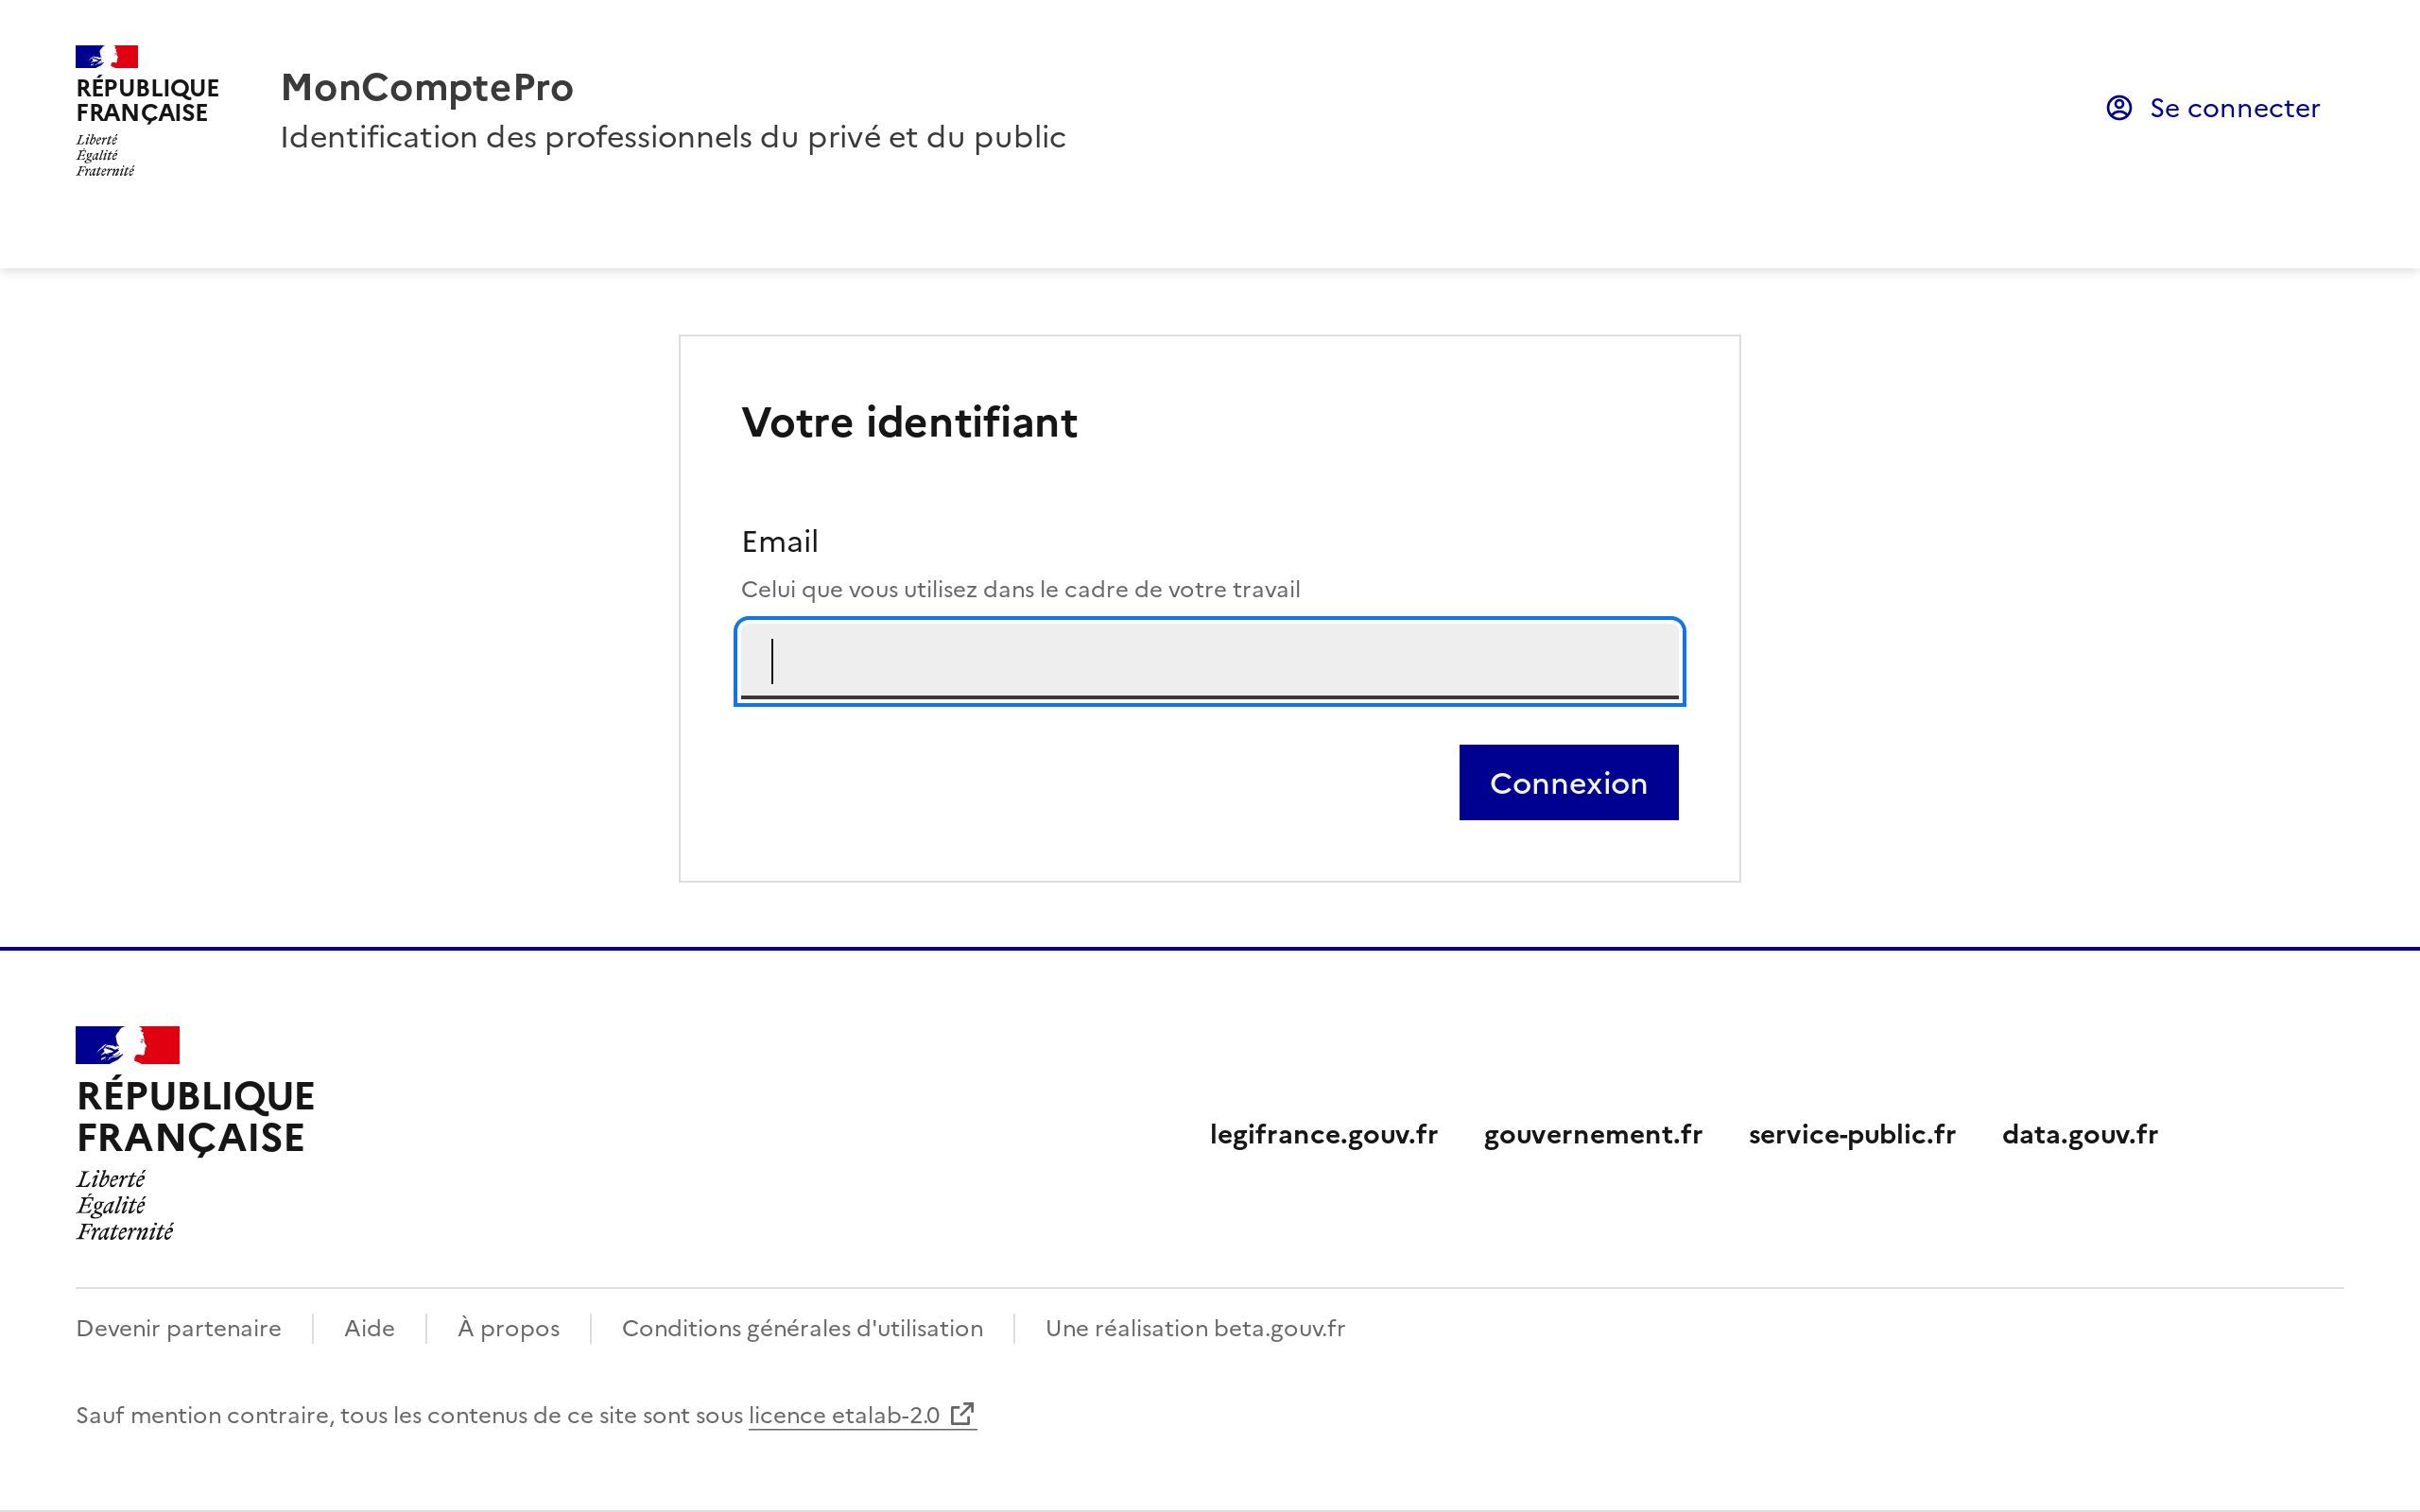 RÉPUBLIQUE
FRANÇAISE
Liberté
Égalité
Fraternité
MonComptePro
Identification des professionnels du privé et du public
Se connecter
Votre identifiant
Email
Celui que vous utilisez dans le cadre de votre travail
Connexion
RÉPUBLIQUE
FRANÇAISE
Liberté
Égalité
Fraternité
legifrance.gouv.fr gouvernement.fr service-public.fr data.gouv.fr
Devenir partenaire Aide À propos Conditions générales d'utilisation Une réalisation beta.gouv.fr
Sauf mention contraire, tous les contenus de ce site sont sous licence etalab-2.0